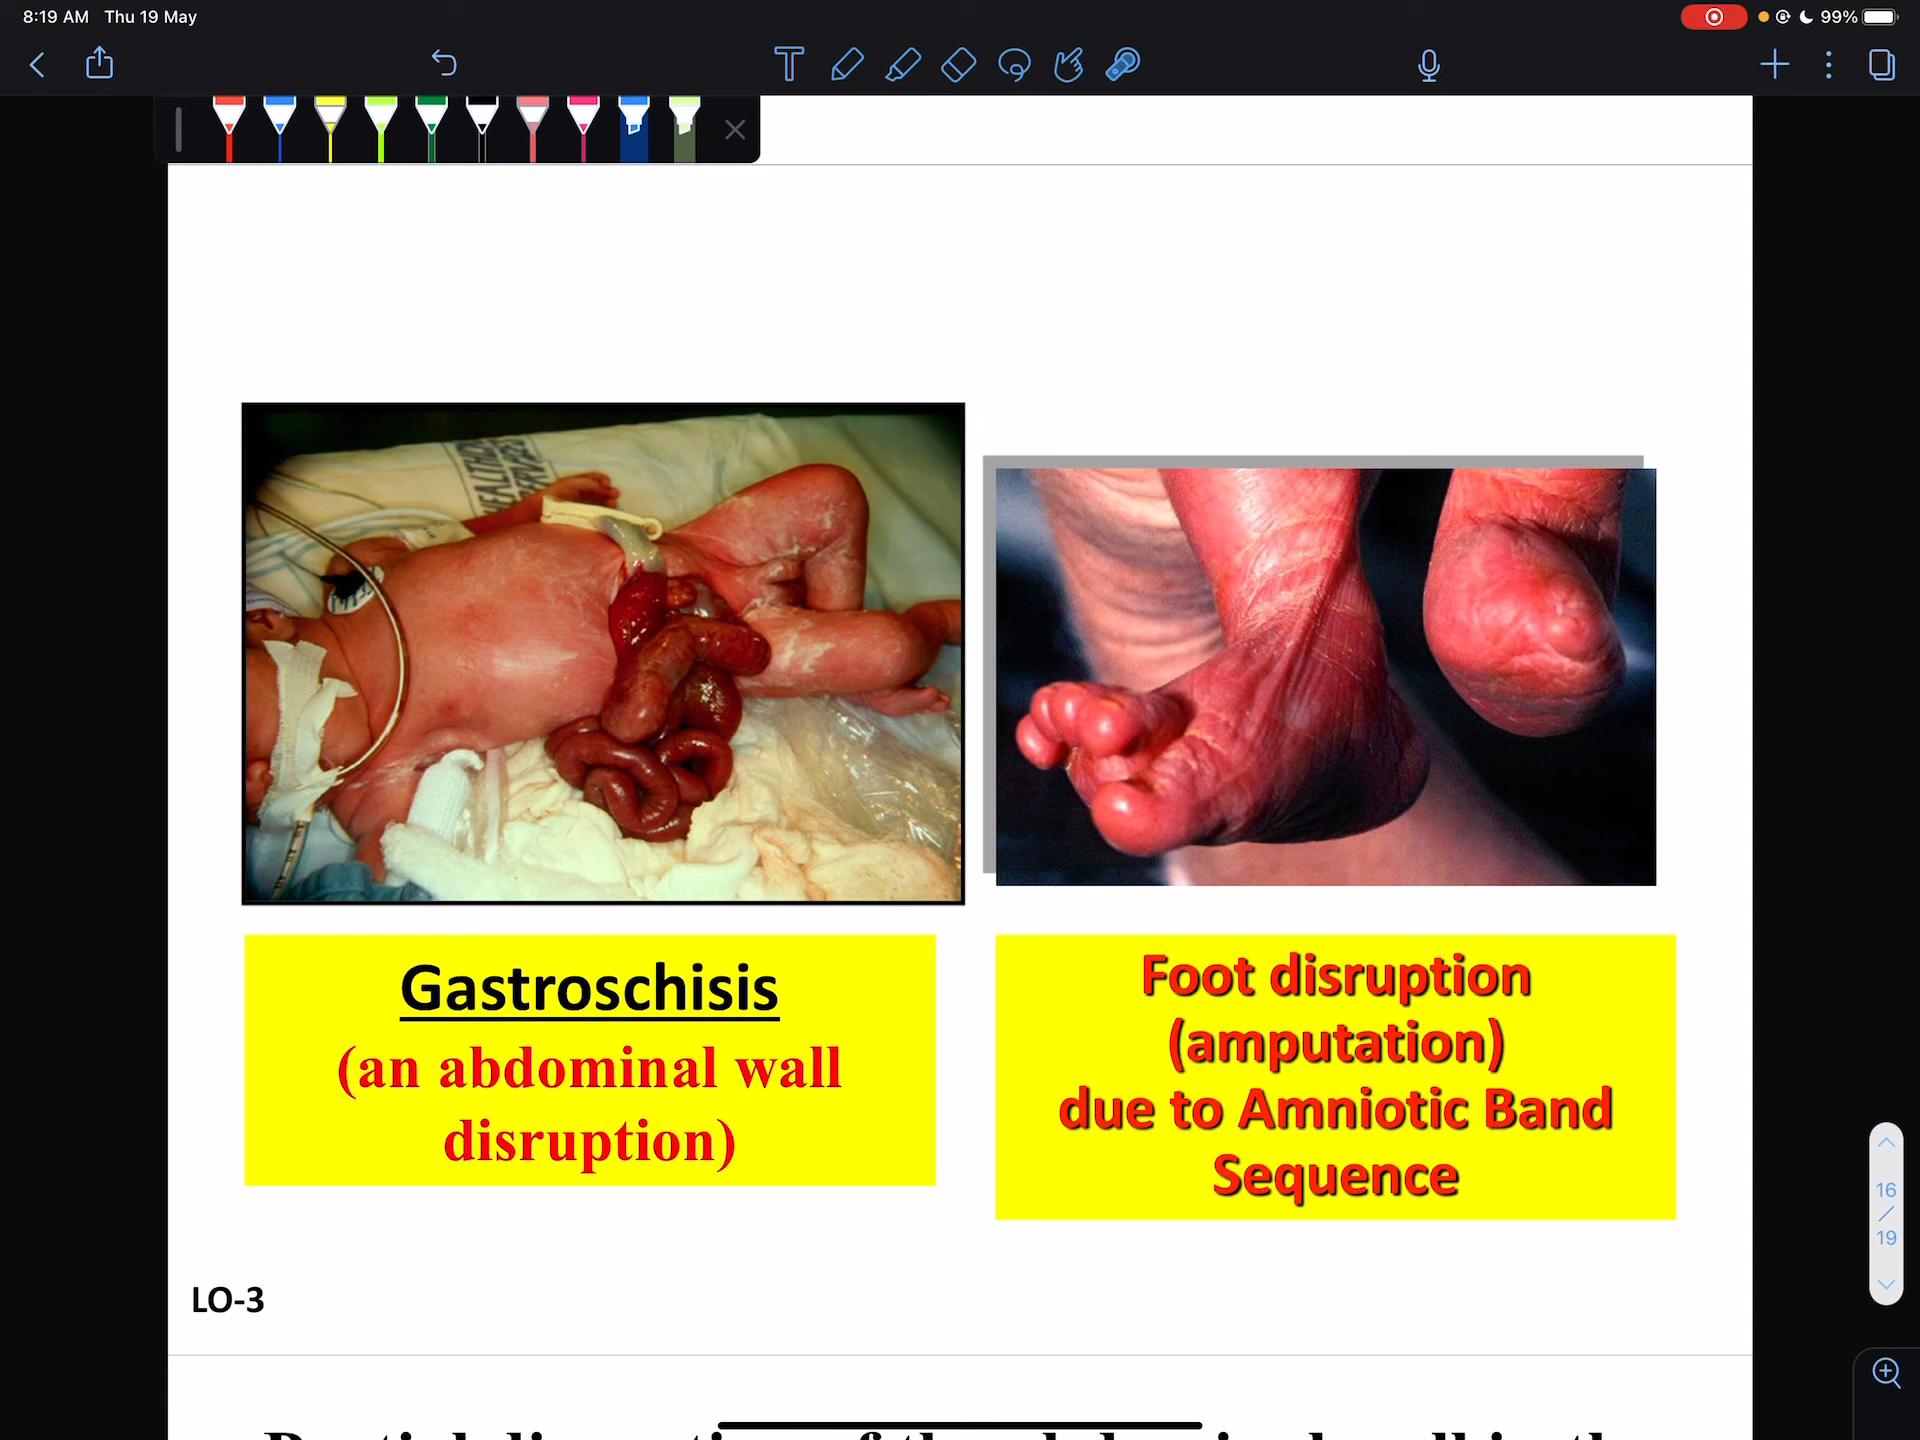 8:19 AM Thu 19 May
99%
Gastroschisis
(an abdominal wall
disruption)
Foot disruption
(amputation)
due to Amniotic Band
Sequence
16
/
19
LO-3